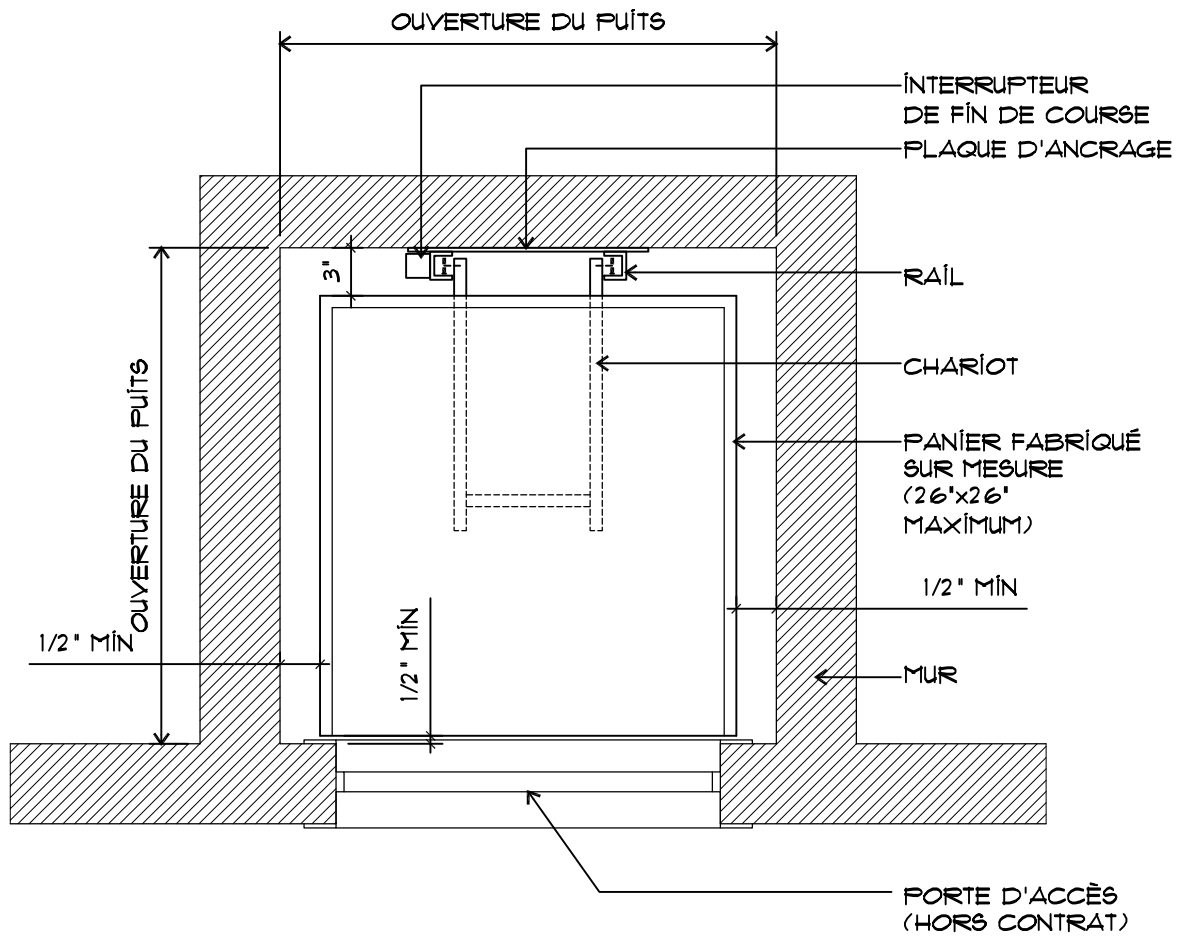 OUVERTURE DU PUITS
INTERRUPTEUR
DE FIN DE COURSE
PLAQUE D'ANCRAGE
3"
RAIL
CHARIOT
OUVERTURE DU PUITS
PANIER FABRIQUÉ
SUR MESURE
(26"x26"
MAXIMUM)
1/2" MIN
1/2" MIN
1/2" MIN
MUR
PORTE D'ACCÈS
(HORS CONTRAT)